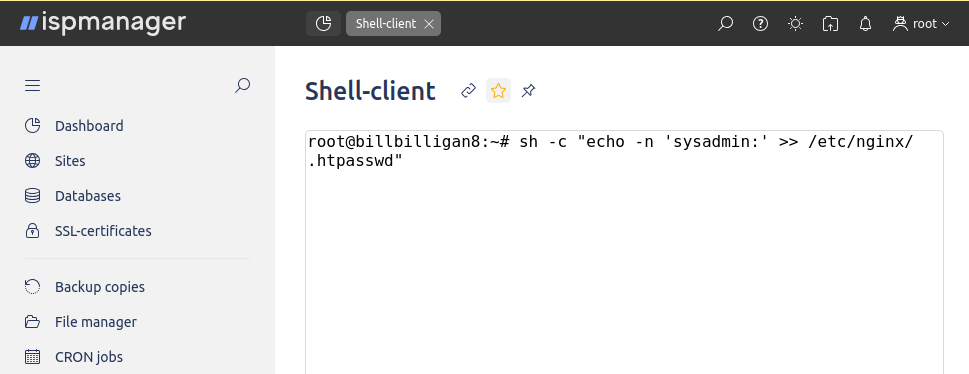 ispmanager
Shell-client
root
Shell-client
Dashboard
Sites
Databases
SSL-certificates
Backup copies
File manager
CRON jobs
root@billbilligan8:~# sh -c "echo -n 'sysadmin:' >> /etc/nginx/
.htpasswd"